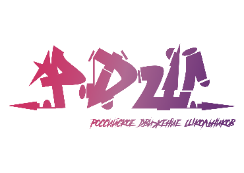 РДШ
РОССИЙСКОЕ ДВИЖЕНИЕ ШКОЛЬНИКОВ